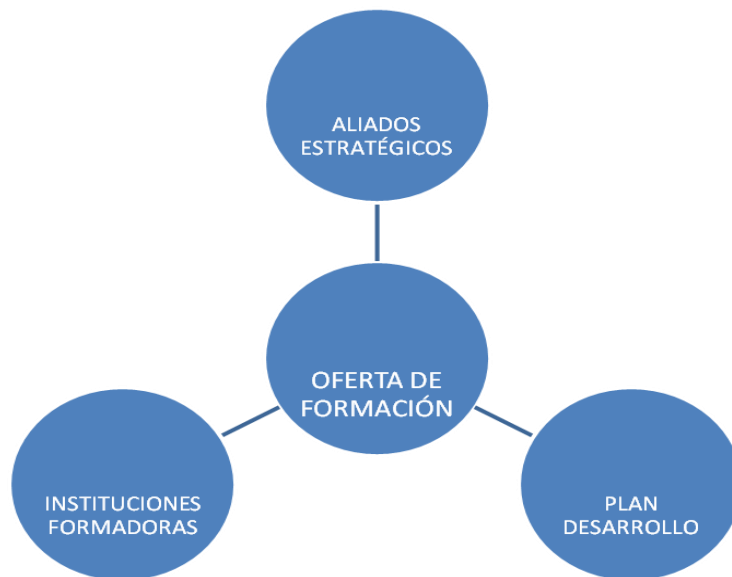 ALIADOS
ESTRATÉGICOS
OFERTA DE
FORMACIÓN
INSTITUCIONES
FORMADORAS
PLAN
DESARROLLO